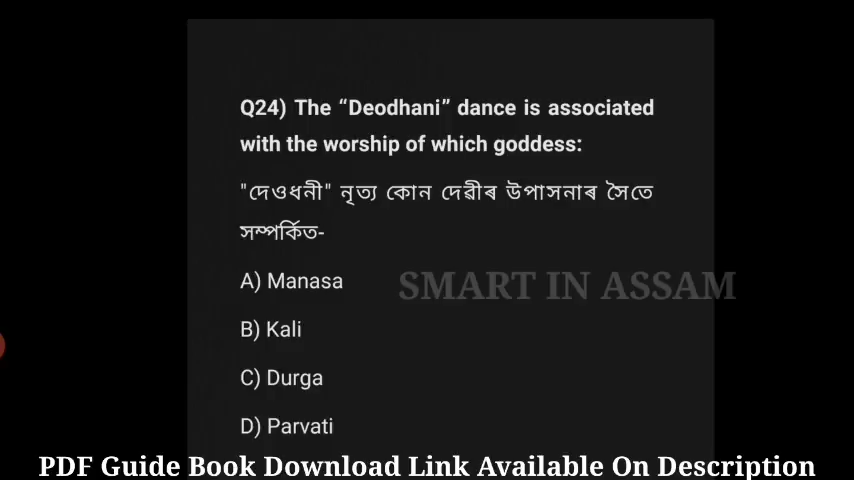 Q24) The “Deodhani” dance is associated
with the worship of which goddess:
"দেওধনী" নৃত্য কোন দেৱীৰ উপাসনাৰ সৈতে
সম্পৰ্কিত-
A) Manasa
SMART IN ASSAM
B) Kali
C) Durga
D) Parvati
PDF Guide Book Download Link Available On Description